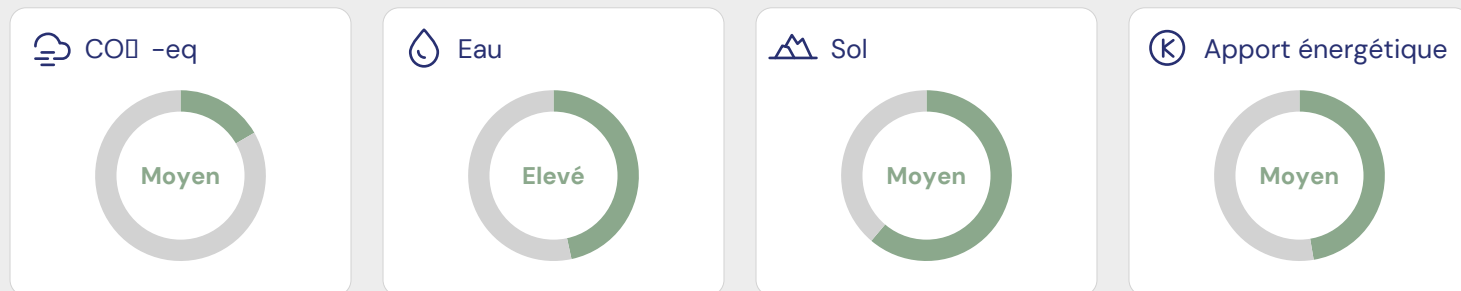 CO▯ -eq
Eau
Sol
Apport énergétique
Moyen
Elevé
Moyen
Moyen